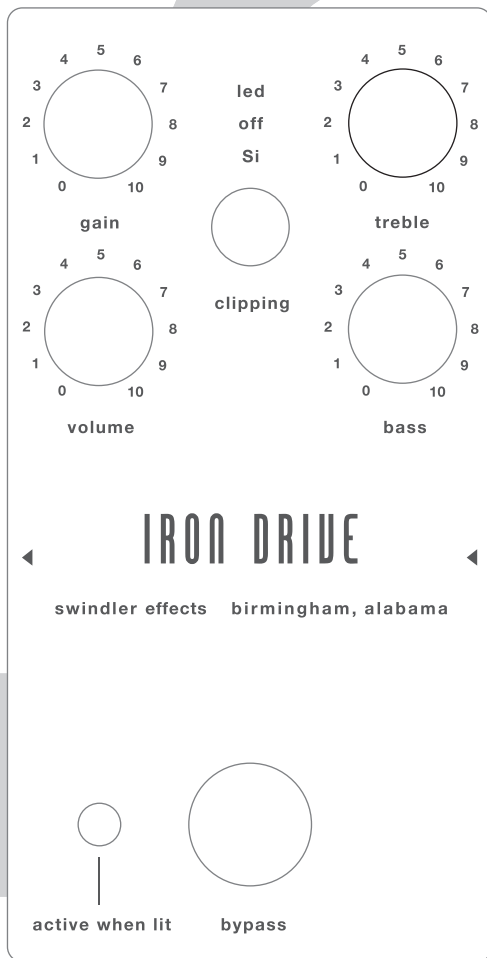 5 5
4 6 4 6
3 7 led 3 7
2 8 off 2 8
1 9 Si 1 9
0 10 0 10
gain treble
5 5
4 6 4 6
3 7 3 7
clipping
2 8 2 8
1 9 1 9
0 10 0 10
volume bass
IRON DRIVE
swindler effects birmingham, alabama
active when lit bypass